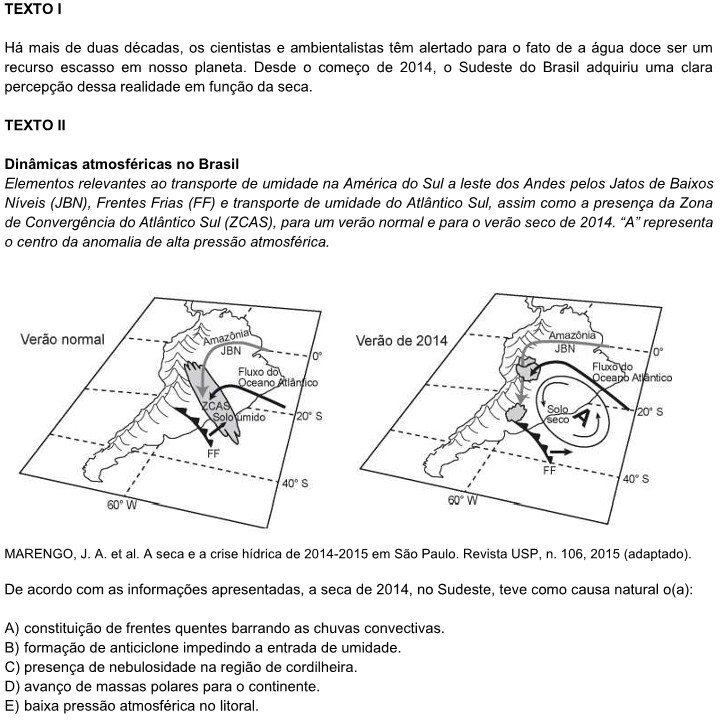 TEXTO I
Há mais de duas décadas, os cientistas e ambientalistas têm alertado para o fato de a água doce ser um
recurso escasso em nosso planeta. Desde o começo de 2014, o Sudeste do Brasil adquiriu uma clara
percepção dessa realidade em função da seca.
TEXTO II
Dinâmicas atmosféricas no Brasil
Elementos relevantes ao transporte de umidade na América do Sul a leste dos Andes pelos Jatos de Baixos
Níveis (JBN), Frentes Frias (FF) e transporte de umidade do Atlântico Sul, assim como a presença da Zona
de Convergência do Atlântico Sul (ZCAS), para um verão normal e para o verão seco de 2014. “A” representa
o centro da anomalia de alta pressão atmosférica.
Verão normal
Amazônia
JBN
0°
Fluxo do
Oceano Atlântico
ZCAS
Solo úmido
20° S
FF
40° S
60° W
Verão de 2014
Amazônia
JBN
0°
Fluxo do
Oceano Atlântico
Solo
seco
A
20° S
FF
40° S
60° W
MARENGO, J. A. et al. A seca e a crise hídrica de 2014-2015 em São Paulo. Revista USP, n. 106, 2015 (adaptado).
De acordo com as informações apresentadas, a seca de 2014, no Sudeste, teve como causa natural o(a):
A) constituição de frentes quentes barrando as chuvas convectivas.
B) formação de anticiclone impedindo a entrada de umidade.
C) presença de nebulosidade na região de cordilheira.
D) avanço de massas polares para o continente.
E) baixa pressão atmosférica no litoral.